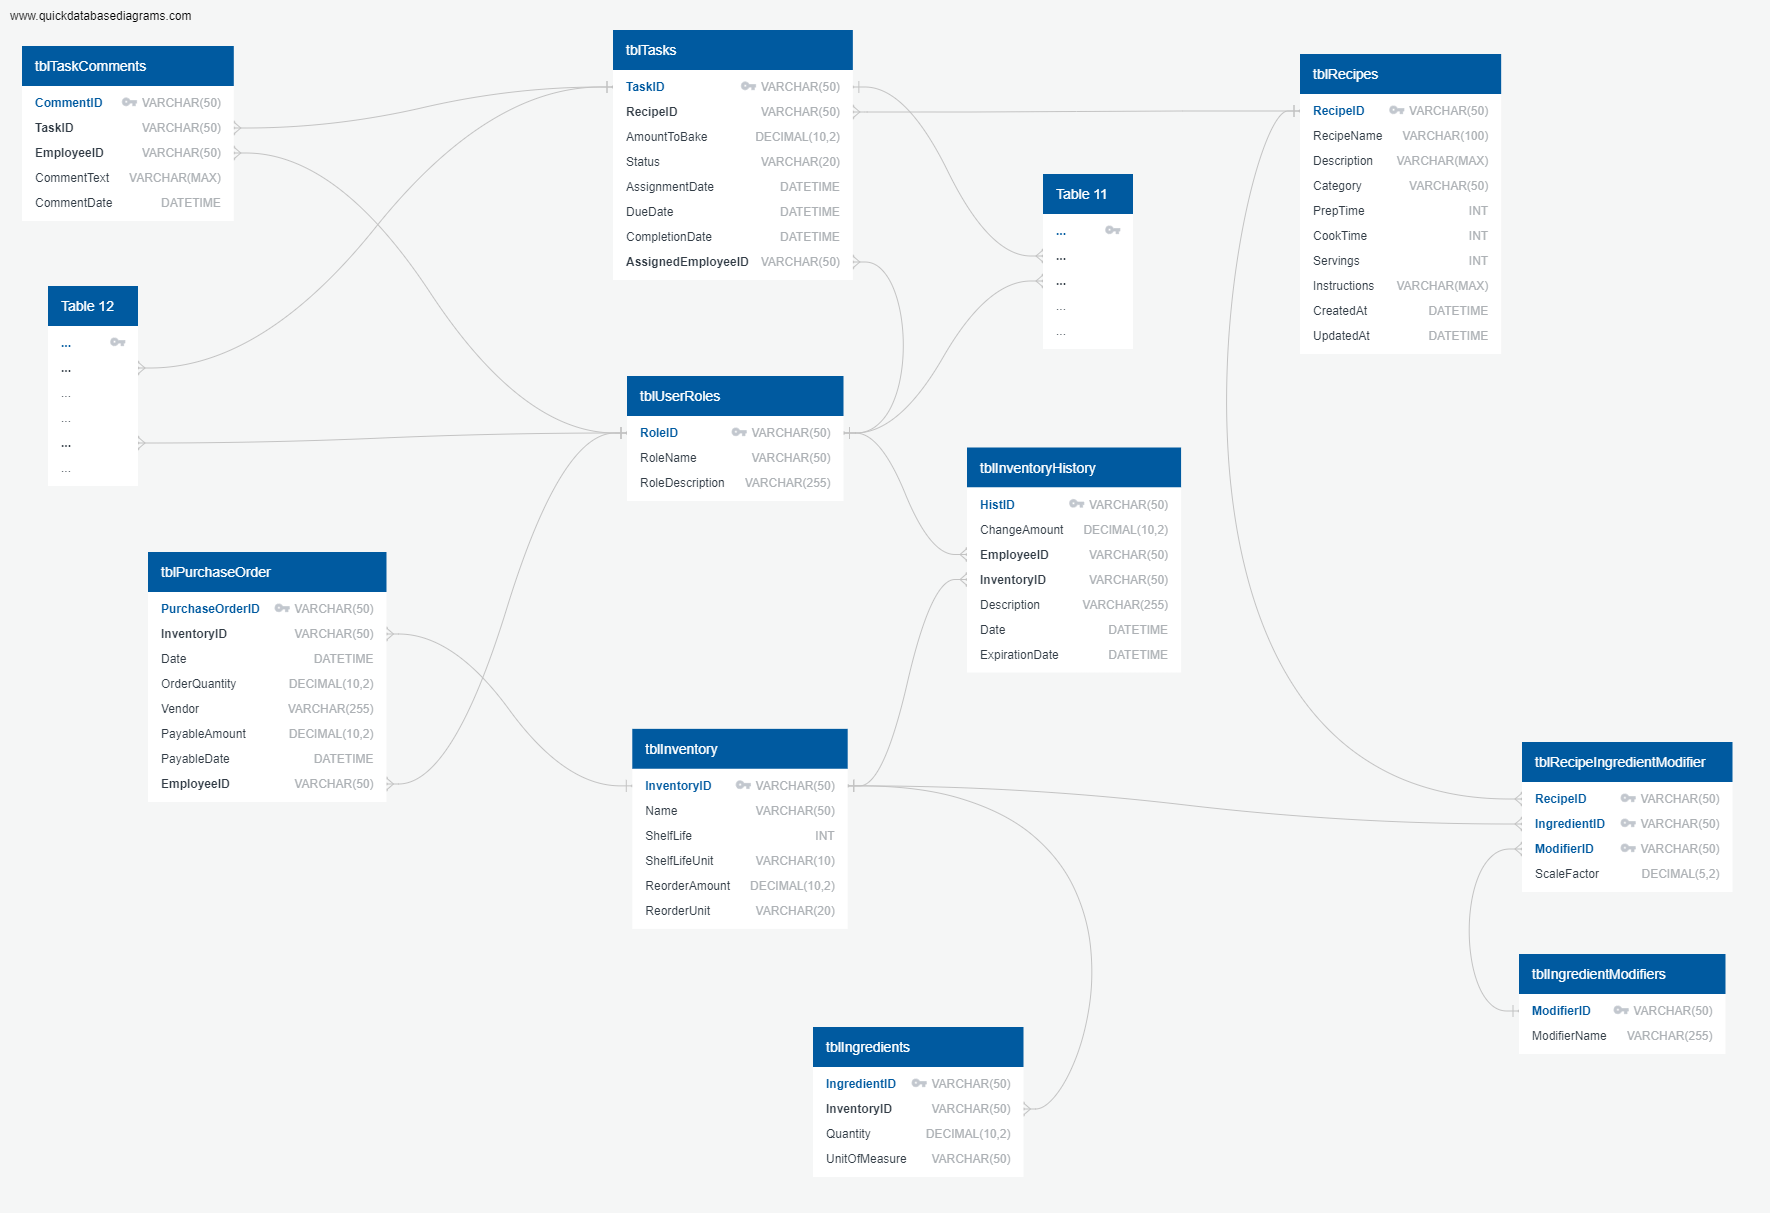 www.quickdatabasediagrams.com
tblTaskComments
CommentID VARCHAR(50)
TaskID VARCHAR(50)
EmployeeID VARCHAR(50)
CommentText VARCHAR(MAX)
CommentDate DATETIME
tblTasks
TaskID VARCHAR(50)
RecipeID VARCHAR(50)
AmountToBake DECIMAL(10,2)
Status VARCHAR(20)
AssignmentDate DATETIME
DueDate DATETIME
CompletionDate DATETIME
AssignedEmployeeID VARCHAR(50)
tblRecipes
RecipeID VARCHAR(50)
RecipeName VARCHAR(100)
Description VARCHAR(MAX)
Category VARCHAR(50)
PrepTime INT
CookTime INT
Servings INT
Instructions VARCHAR(MAX)
CreatedAt DATETIME
UpdatedAt DATETIME
Table 11
...
...
...
...
...
Table 12
...
...
...
...
...
...
tblUserRoles
RoleID VARCHAR(50)
RoleName VARCHAR(50)
RoleDescription VARCHAR(255)
tblInventoryHistory
HistID VARCHAR(50)
ChangeAmount DECIMAL(10,2)
EmployeeID VARCHAR(50)
InventoryID VARCHAR(50)
Description VARCHAR(255)
Date DATETIME
ExpirationDate DATETIME
tblPurchaseOrder
PurchaseOrderID VARCHAR(50)
InventoryID VARCHAR(50)
Date DATETIME
OrderQuantity DECIMAL(10,2)
Vendor VARCHAR(255)
PayableAmount DECIMAL(10,2)
PayableDate DATETIME
EmployeeID VARCHAR(50)
tblInventory
InventoryID VARCHAR(50)
Name VARCHAR(50)
ShelfLife INT
ShelfLifeUnit VARCHAR(10)
ReorderAmount DECIMAL(10,2)
ReorderUnit VARCHAR(20)
tblRecipeIngredientModifier
RecipeID VARCHAR(50)
IngredientID VARCHAR(50)
ModifierID VARCHAR(50)
ScaleFactor DECIMAL(5,2)
tblIngredientModifiers
ModifierID VARCHAR(50)
ModifierName VARCHAR(255)
tblIngredients
IngredientID VARCHAR(50)
InventoryID VARCHAR(50)
Quantity DECIMAL(10,2)
UnitOfMeasure VARCHAR(50)